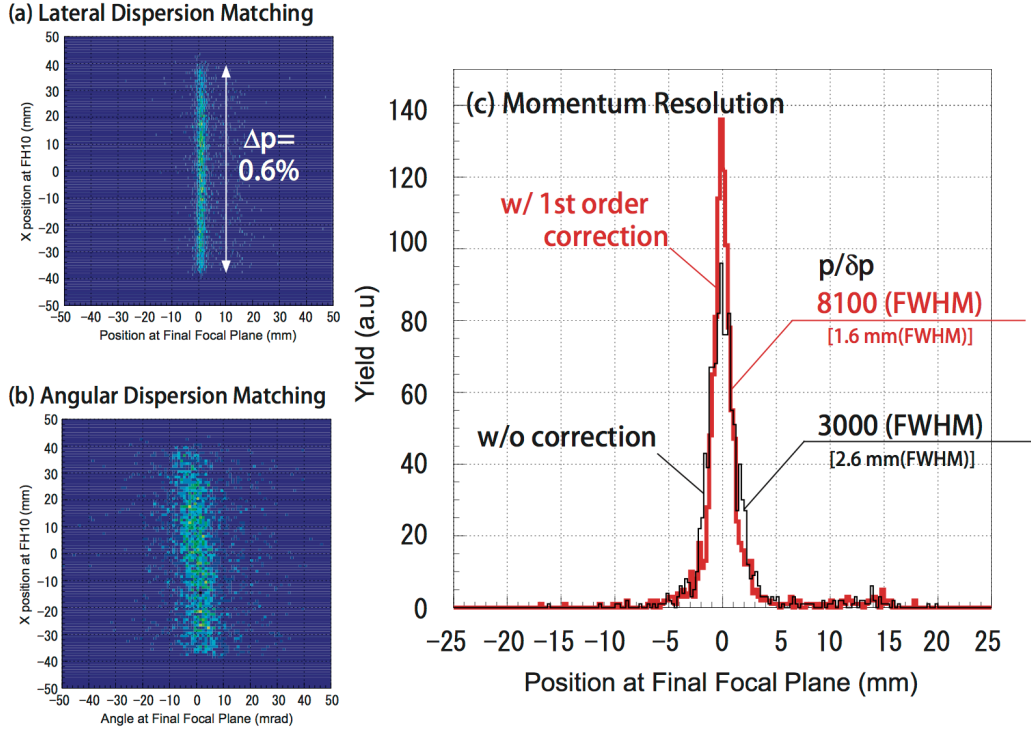 (a) Lateral Dispersion Matching
50
40
30
20
10
0
-10
-20
-30
-40
-50
X position at FH10 (mm)
Δp=
0.6%
-50 -40 -30 -20 -10 0 10 20 30 40 50
Position at Final Focal Plane (mm)
(b) Angular Dispersion Matching
50
40
30
20
10
0
-10
-20
-30
-40
-50
X position at FH10 (mm)
-50 -40 -30 -20 -10 0 10 20 30 40 50
Angle at Final Focal Plane (mrad)
(c) Momentum Resolution
140
120
100
80
60
40
20
0
Yield (a.u)
w/ 1st order
correction
p/δp
8100 (FWHM)
[1.6 mm(FWHM)]
w/o correction
3000 (FWHM)
[2.6 mm(FWHM)]
-25 -20 -15 -10 -5 0 5 10 15 20 25
Position at Final Focal Plane (mm)